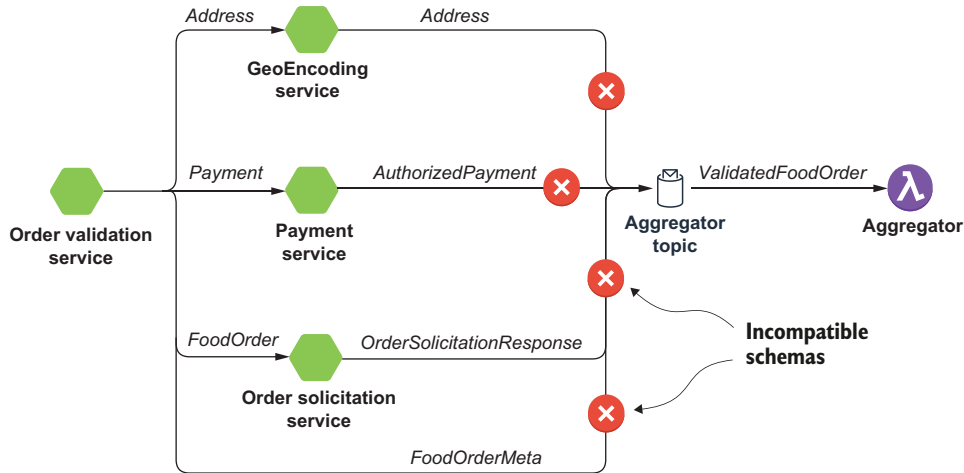 Address
Address
GeoEncoding
service
Payment
AuthorizedPayment
ValidatedFoodOrder
Order validation
service
Payment
service
Aggregator
topic
Aggregator
FoodOrder
OrderSolicitationResponse
Incompatible
schemas
Order solicitation
service
FoodOrderMeta
λ